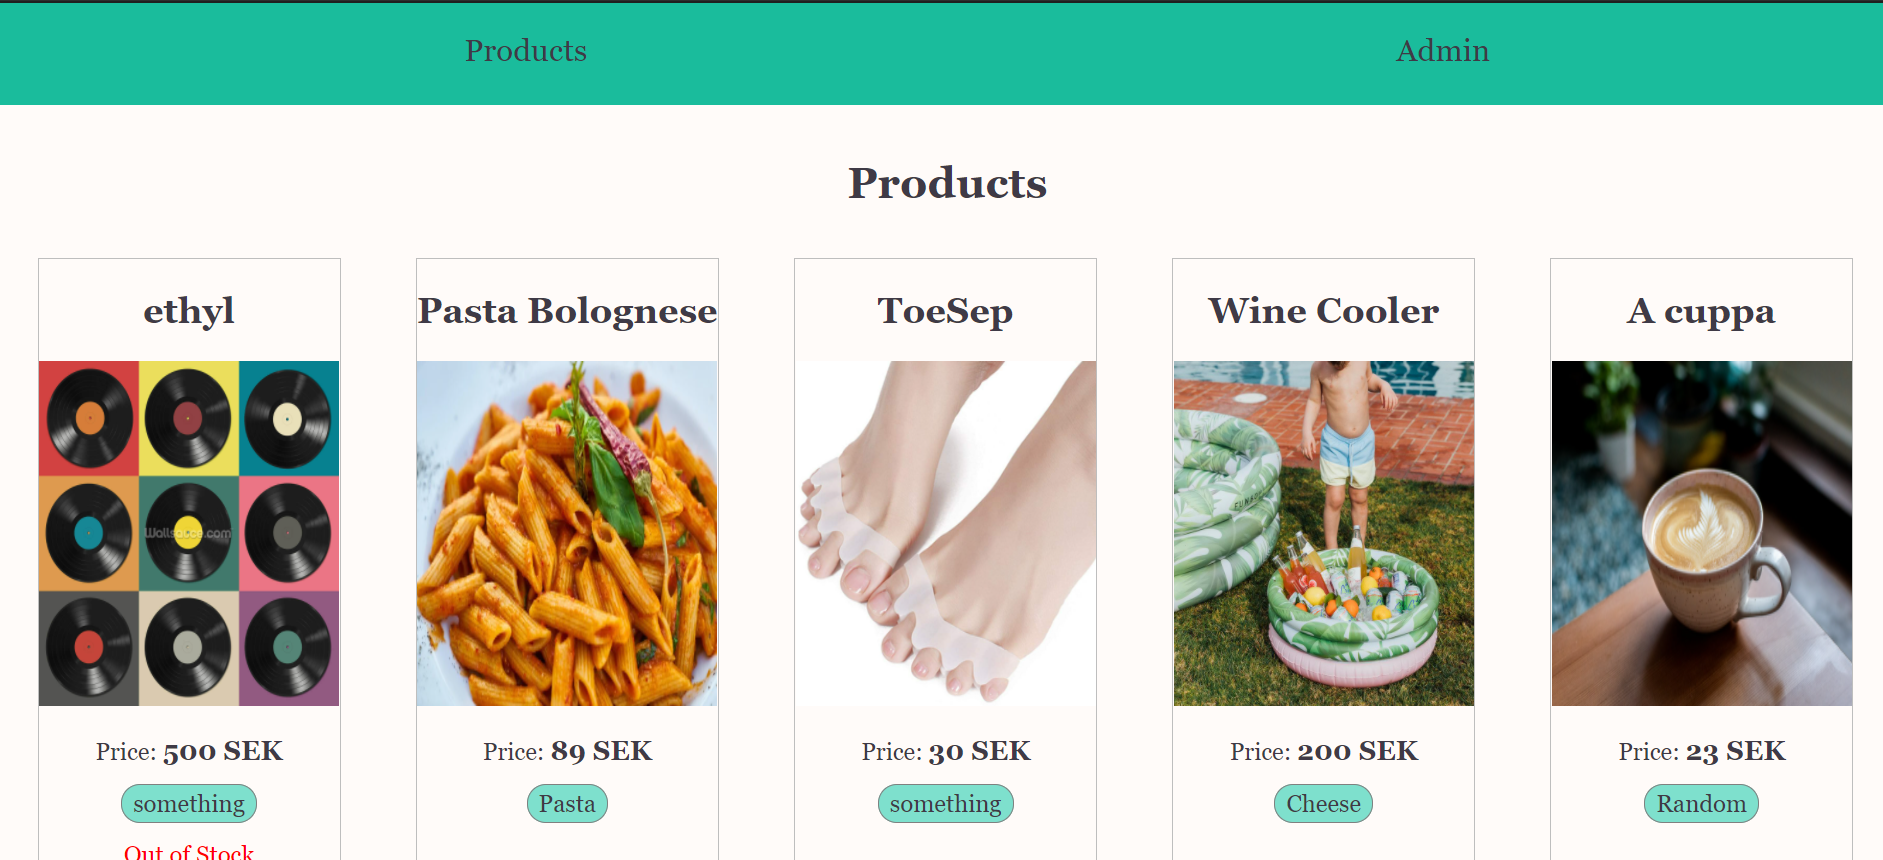 Products Admin
Products
ethyl Pasta Bolognese ToeSep Wine Cooler A cuppa
Wallsauce.com
Price: 500 SEK Price: 89 SEK Price: 30 SEK Price: 200 SEK Price: 23 SEK
something Pasta something Cheese Random
Out of Stock